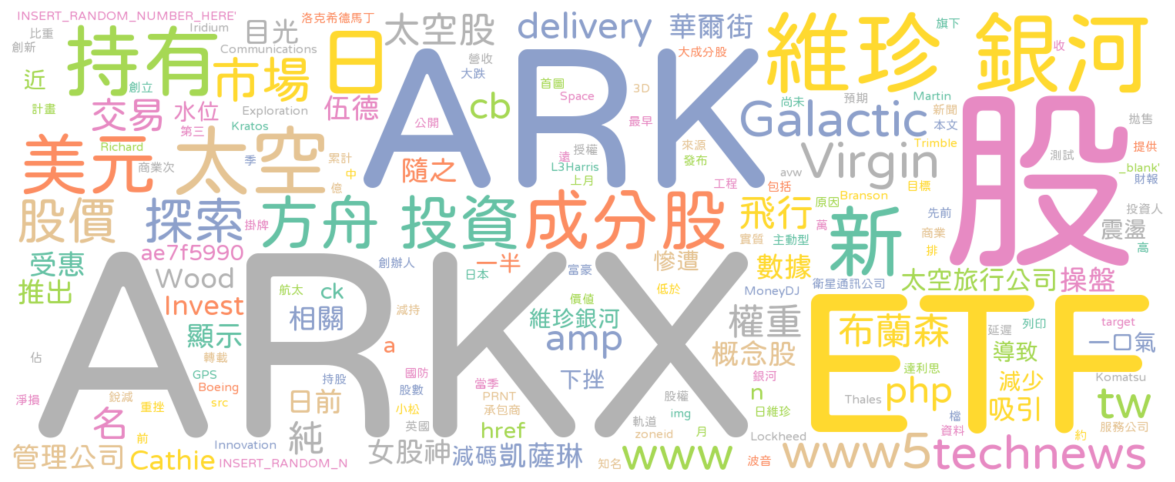 INSERT_RANDOM_NUMBER_HERE'
洛克希德馬丁
比重
Iridium
創新
Communications
持有
目光
日
太空股
營收
delivery
華爾街
大成分股
維珍 銀河
旗下
收
近
創立
市場
大跌
首圖
Space
3D
計畫
交易
水位
Exploration
伍德
cb
ARK
公開
最早
Galactic
尚未
預期
Martin
新聞
本文
拋售
第三
Kratos
Richard
美元
太空
商業次
季
累計
中
億
隨之
遠
授權
L3Harris
上月
來源
發布
avw
工程
Virgin
Trimble
測試
提供
_blank'
財報
股價
探索
掛牌
方舟
投資
成分股
飛行
包括
萬
實質
原因
主動型
Branson
目標
先前
商業
排
新
股
投資人
震盪
高
受惠
ae7f5990
Wood
創辦人
日本
一半
富豪
慘遭
數據
MoneyDJ
衛星通訊公司
太空旅行公司
操盤
推出
Invest
航太
ck
減持
價值
低於
顯示
相關
維珍銀河
amp
權重
概念股
ARKX
ETF
布蘭森
延遲
列印
導致
target
一口氣
佔
轉載
GPS
Boeing
src
淨損
銳減
重挫
前
持股
a
國防
股數
小松
英國
下挫
當季
PRNT
承包商
n
日維珍
股權
img
月
銀河
軌道
zoneid
達利思
Thales
php
減少
吸引
Komatsu
檔
資料
約
tw
服務公司
名
日前
純
href
Lockheed
管理公司
Cathie
Innovation
INSERT_RANDOM_N
女股神
減碼
凱薩琳
知名
www
波音
www5
technews